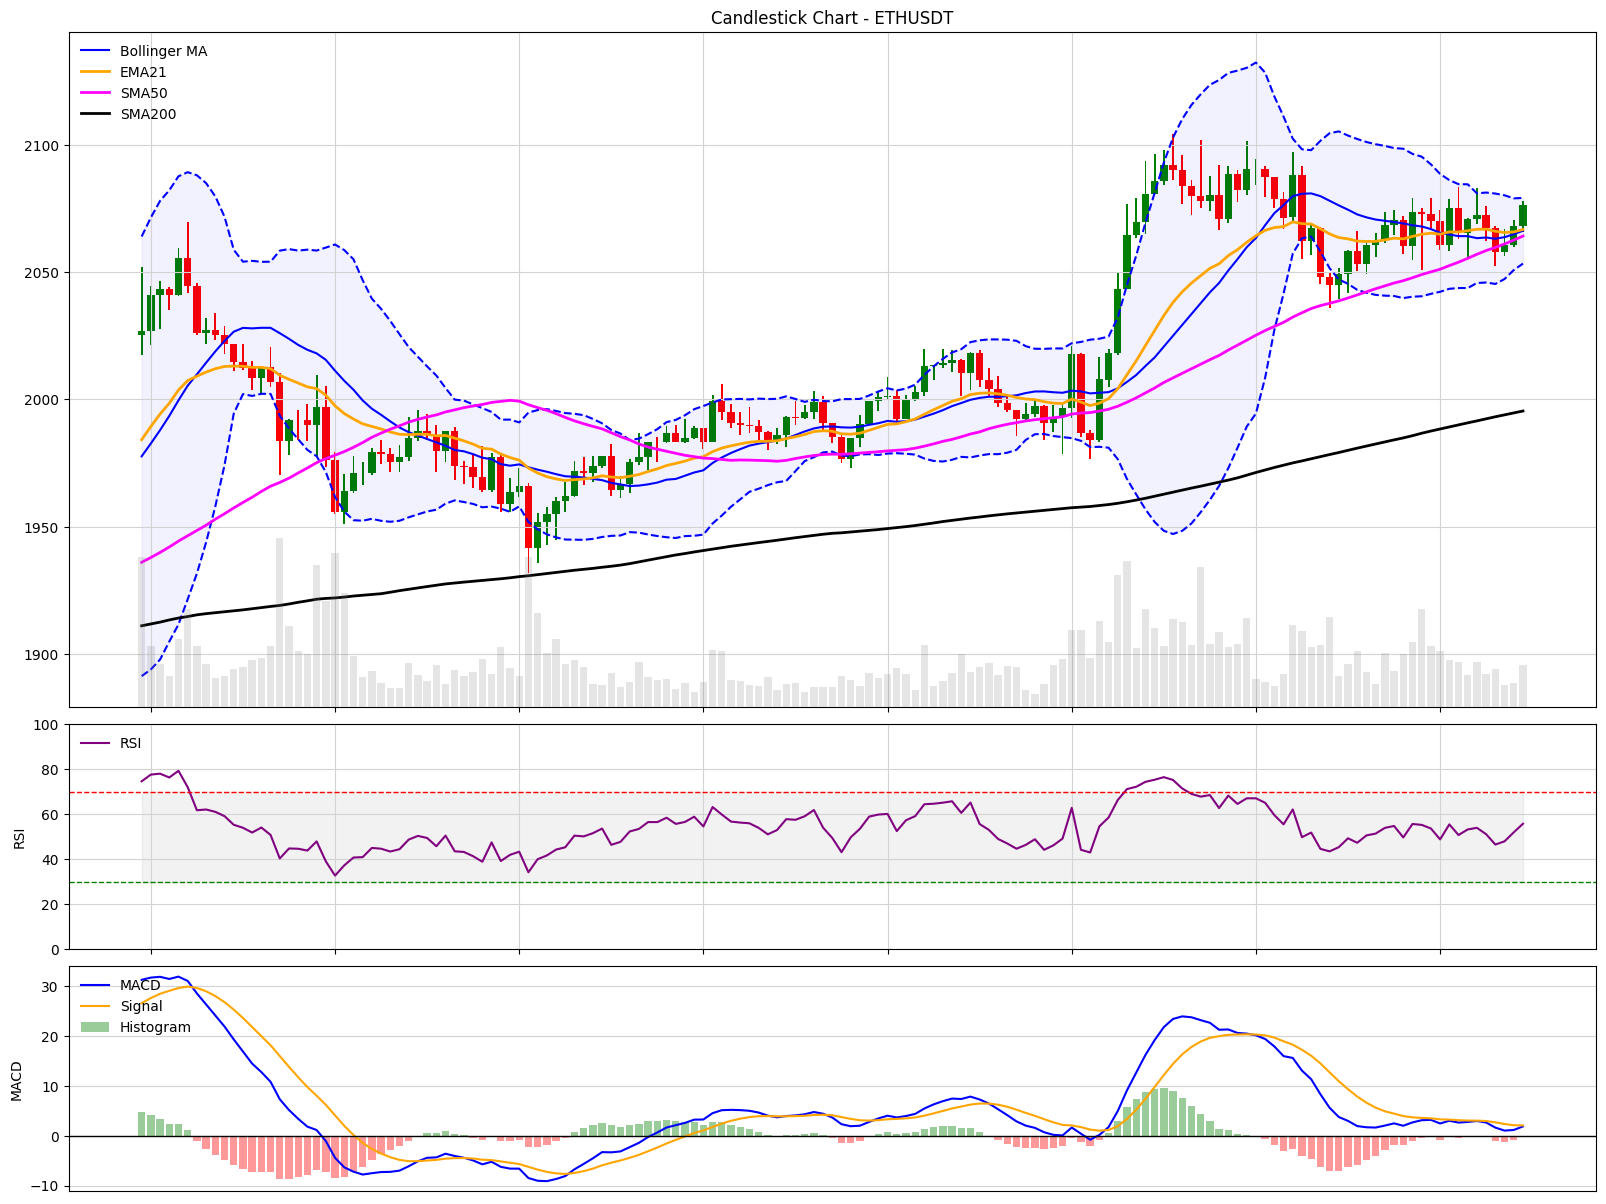 Candlestick Chart - ETHUSDT
Bollinger MA
EMA21
SMA50
SMA200
2100
2050
2000
1950
1900
100
80
60
40
20
0
RSI
RSI
30
20
10
0
−10
MACD
MACD
Signal
Histogram